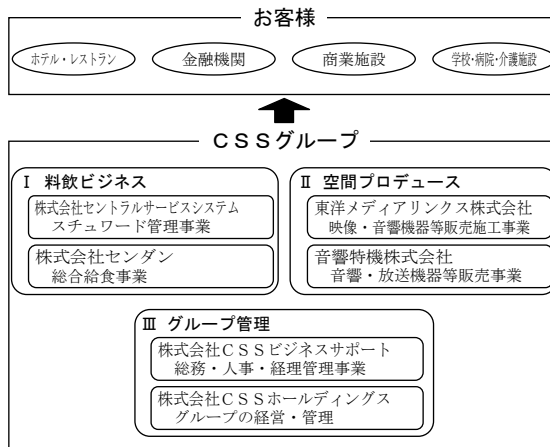 お客様
ホテル・レストラン
金融機関
商業施設
学校・病院・介護施設
ＣＳＳグループ
Ⅰ 料飲ビジネス
株式会社セントラルサービスシステム
スチュワード管理事業
株式会社センダン
総合給食事業
Ⅱ 空間プロデュース
東洋メディアリンクス株式会社
映像・音響機器等販売施工事業
音響特機株式会社
音響・放送機器等販売事業
Ⅲ グループ管理
株式会社ＣＳＳビジネスサポート
総務・人事・経理管理事業
株式会社ＣＳＳホールディングス
グループの経営・管理